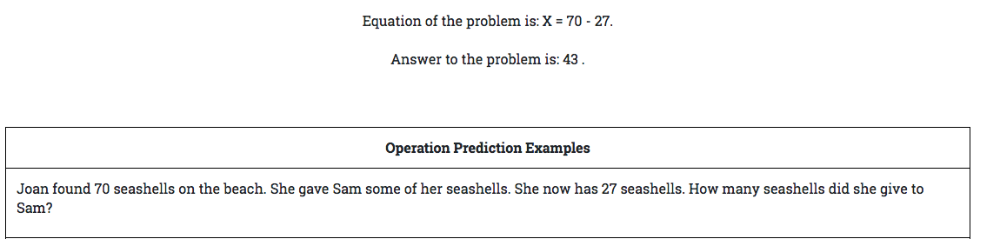 Equation of the problem is: X = 70 - 27.
Answer to the problem is: 43 .
Operation Prediction Examples
Joan found 70 seashells on the beach. She gave Sam some of her seashells. She now has 27 seashells. How many seashells did she give to
Sam?